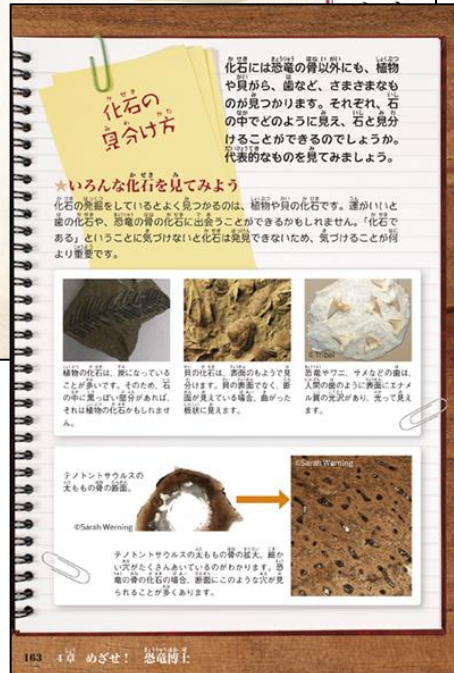 化石の
見分け方
化石には恐竜の骨以外にも、植物
や貝がら、歯など、さまざまなも
のが見つかります。それぞれ、石
の中でどのように見え、石と見分
けることができるのでしょうか。
代表的なものを見てみましょう。
★いろんな化石を見てみよう
化石の発掘をしているとよく見つかるのは、植物や貝の化石です。運がいいと
歯の化石や、恐竜の骨の化石に出会うことができるかもしれません。「化石で
ある」ということに気づけないと化石は発見できないため、気づけることが何
より重要です。
植物の化石は、炭になっている
ことが多いです。そのため、石
の中に黒っぽい部分があれば、
それは植物の化石かもしれませ
ん。
貝の化石は、表面のもようで見
分けます。貝の表面でなく、断
面が見えている場合、曲がった
板状に見えます。
©Tribel
恐竜やワニ、サメなどの歯は、
人間の歯のように表面にエナメ
ル質の光沢があり、光って見え
ます。
テノントサウルスの
太ももの骨の断面。
©Sarah Werning
©Sarah Werning
テノントサウルスの太ももの骨の拡大。細か
い穴がたくさんあいているのがわかります。恐
竜の骨の化石の場合、断面にこのような穴が見
られることが多くあります。
163 4章 めざせ！ 恐竜博士